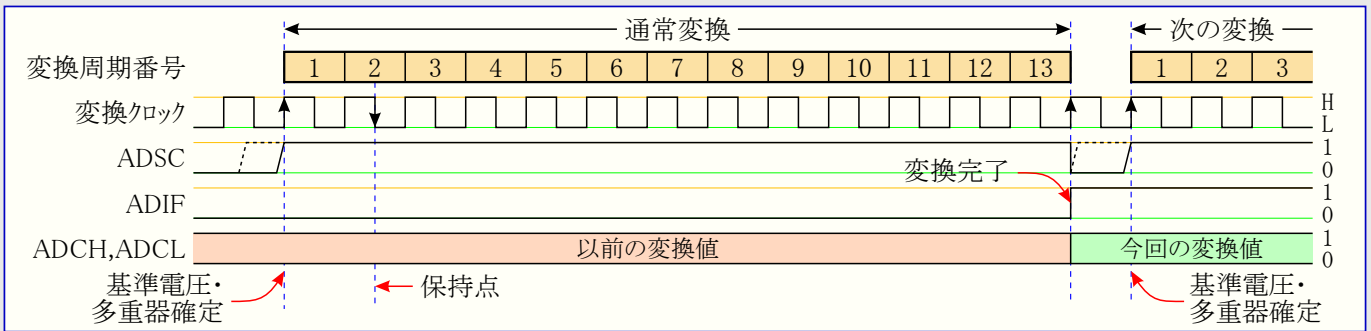 通常変換
次の変換
変換周期番号 1 2 3 4 5 6 7 8 9 10 11 12 13 1 2 3
変換クロック H L
ADSC 1 0
変換完了
ADIF 1 0
ADCH,ADCL 以前の変換値 今回の変換値 1 0
基準電圧・
多重器確定
保持点
基準電圧・
多重器確定